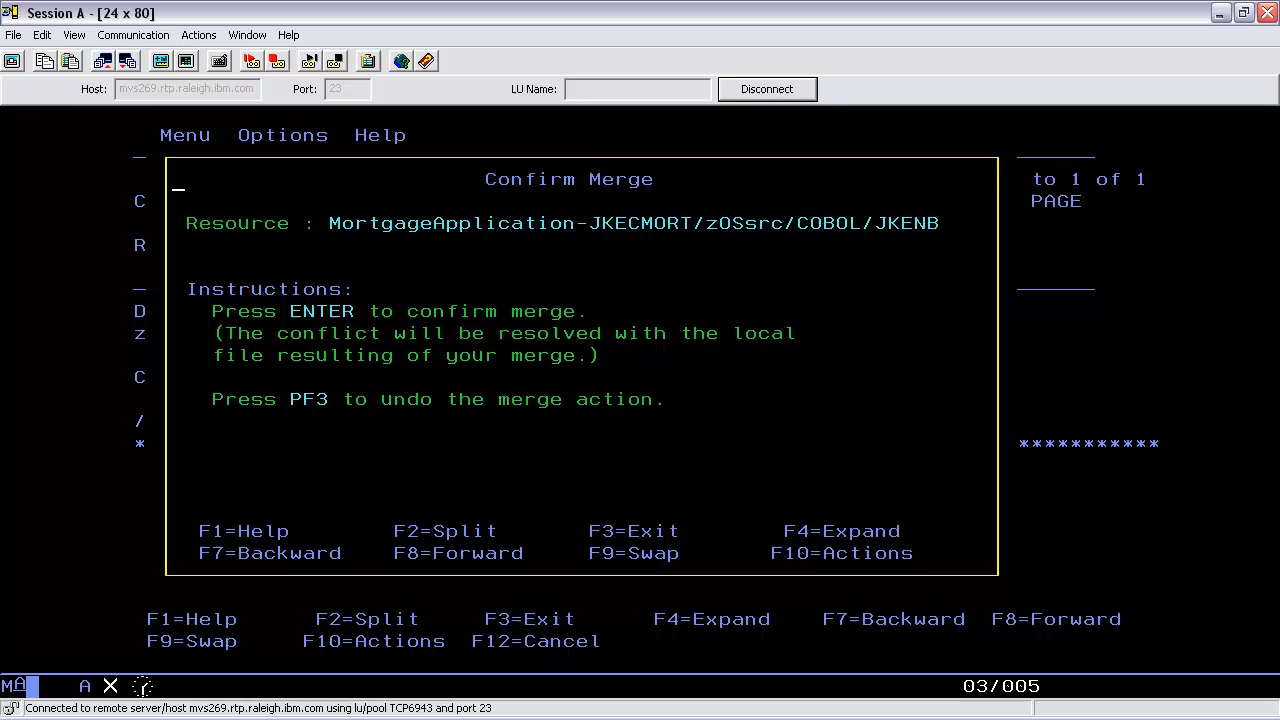 Session A - [24 x 80]
File Edit View Communication Actions Window Help
Host: mvs269.rtp.raleigh.ibm.com Port: 23 LU Name: Disconnect
Menu Options Help
Confirm Merge to 1 of 1
C PAGE
Resource : MortgageApplication-JKECMORT/zOSsrc/COBOL/JKENB
R
Instructions:
D Press ENTER to confirm merge.
z (The conflict will be resolved with the local
file resulting of your merge.)
C
Press PF3 to undo the merge action.
/
* ***********
F1=Help F2=Split F3=Exit F4=Expand
F7=Backward F8=Forward F9=Swap F10=Actions
F1=Help F2=Split F3=Exit F4=Expand F7=Backward F8=Forward
F9=Swap F10=Actions F12=Cancel
MA A X 03/005
Connected to remote server/host mvs269.rtp.raleigh.ibm.com using lu/pool TCP6943 and port 23